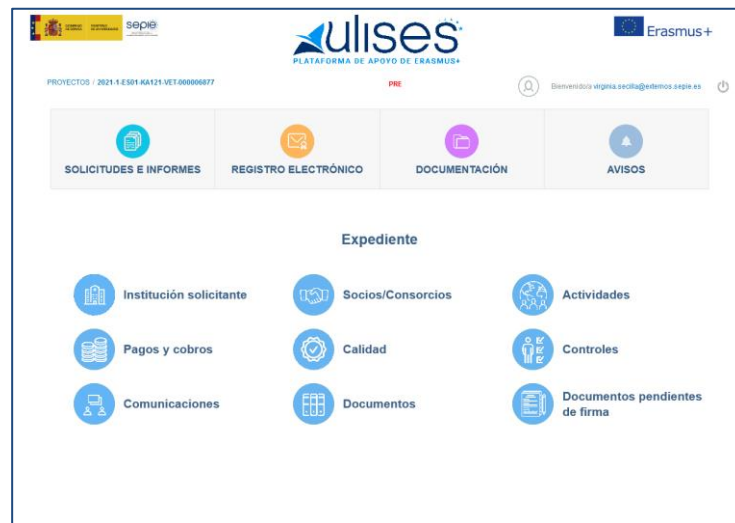 sepie
ulises
PLATAFORMA DE APOYO DE ERASMUS+
Erasmus+
PROYECTOS / 2021-1-ES01-KA121-VET-000006077
PRE
Bienvenido/a virginia.secilla@externos.sepie.es
SOLICITUDES E INFORMES
REGISTRO ELECTRÓNICO
DOCUMENTACIÓN
AVISOS
Expediente
Institución solicitante
Socios/Consorcios
Actividades
Pagos y cobros
Calidad
Controles
Comunicaciones
Documentos
Documentos pendientes
de firma